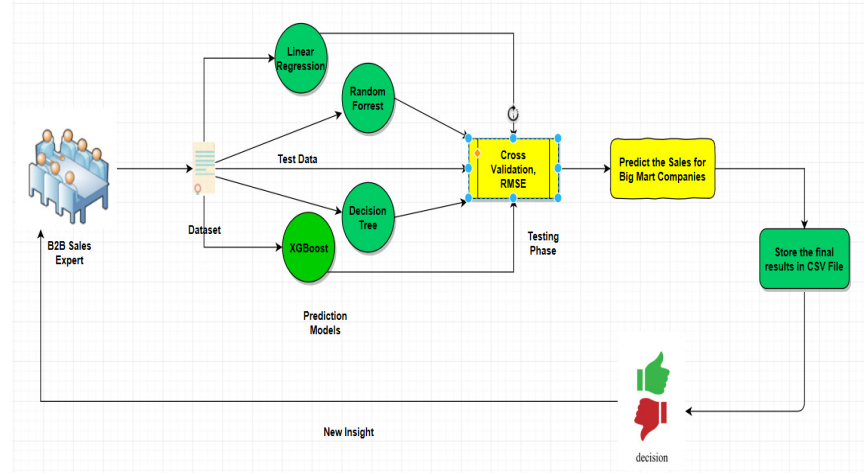 Linear
Regression
Random
Forrest
Test Data
Cross
Validation,
RMSE
Predict the Sales for
Big Mart Companies
B2B Sales
Expert
Dataset
XGBoost
Decision
Tree
Testing
Phase
Store the final
results in CSV File
Prediction
Models
New Insight
decision